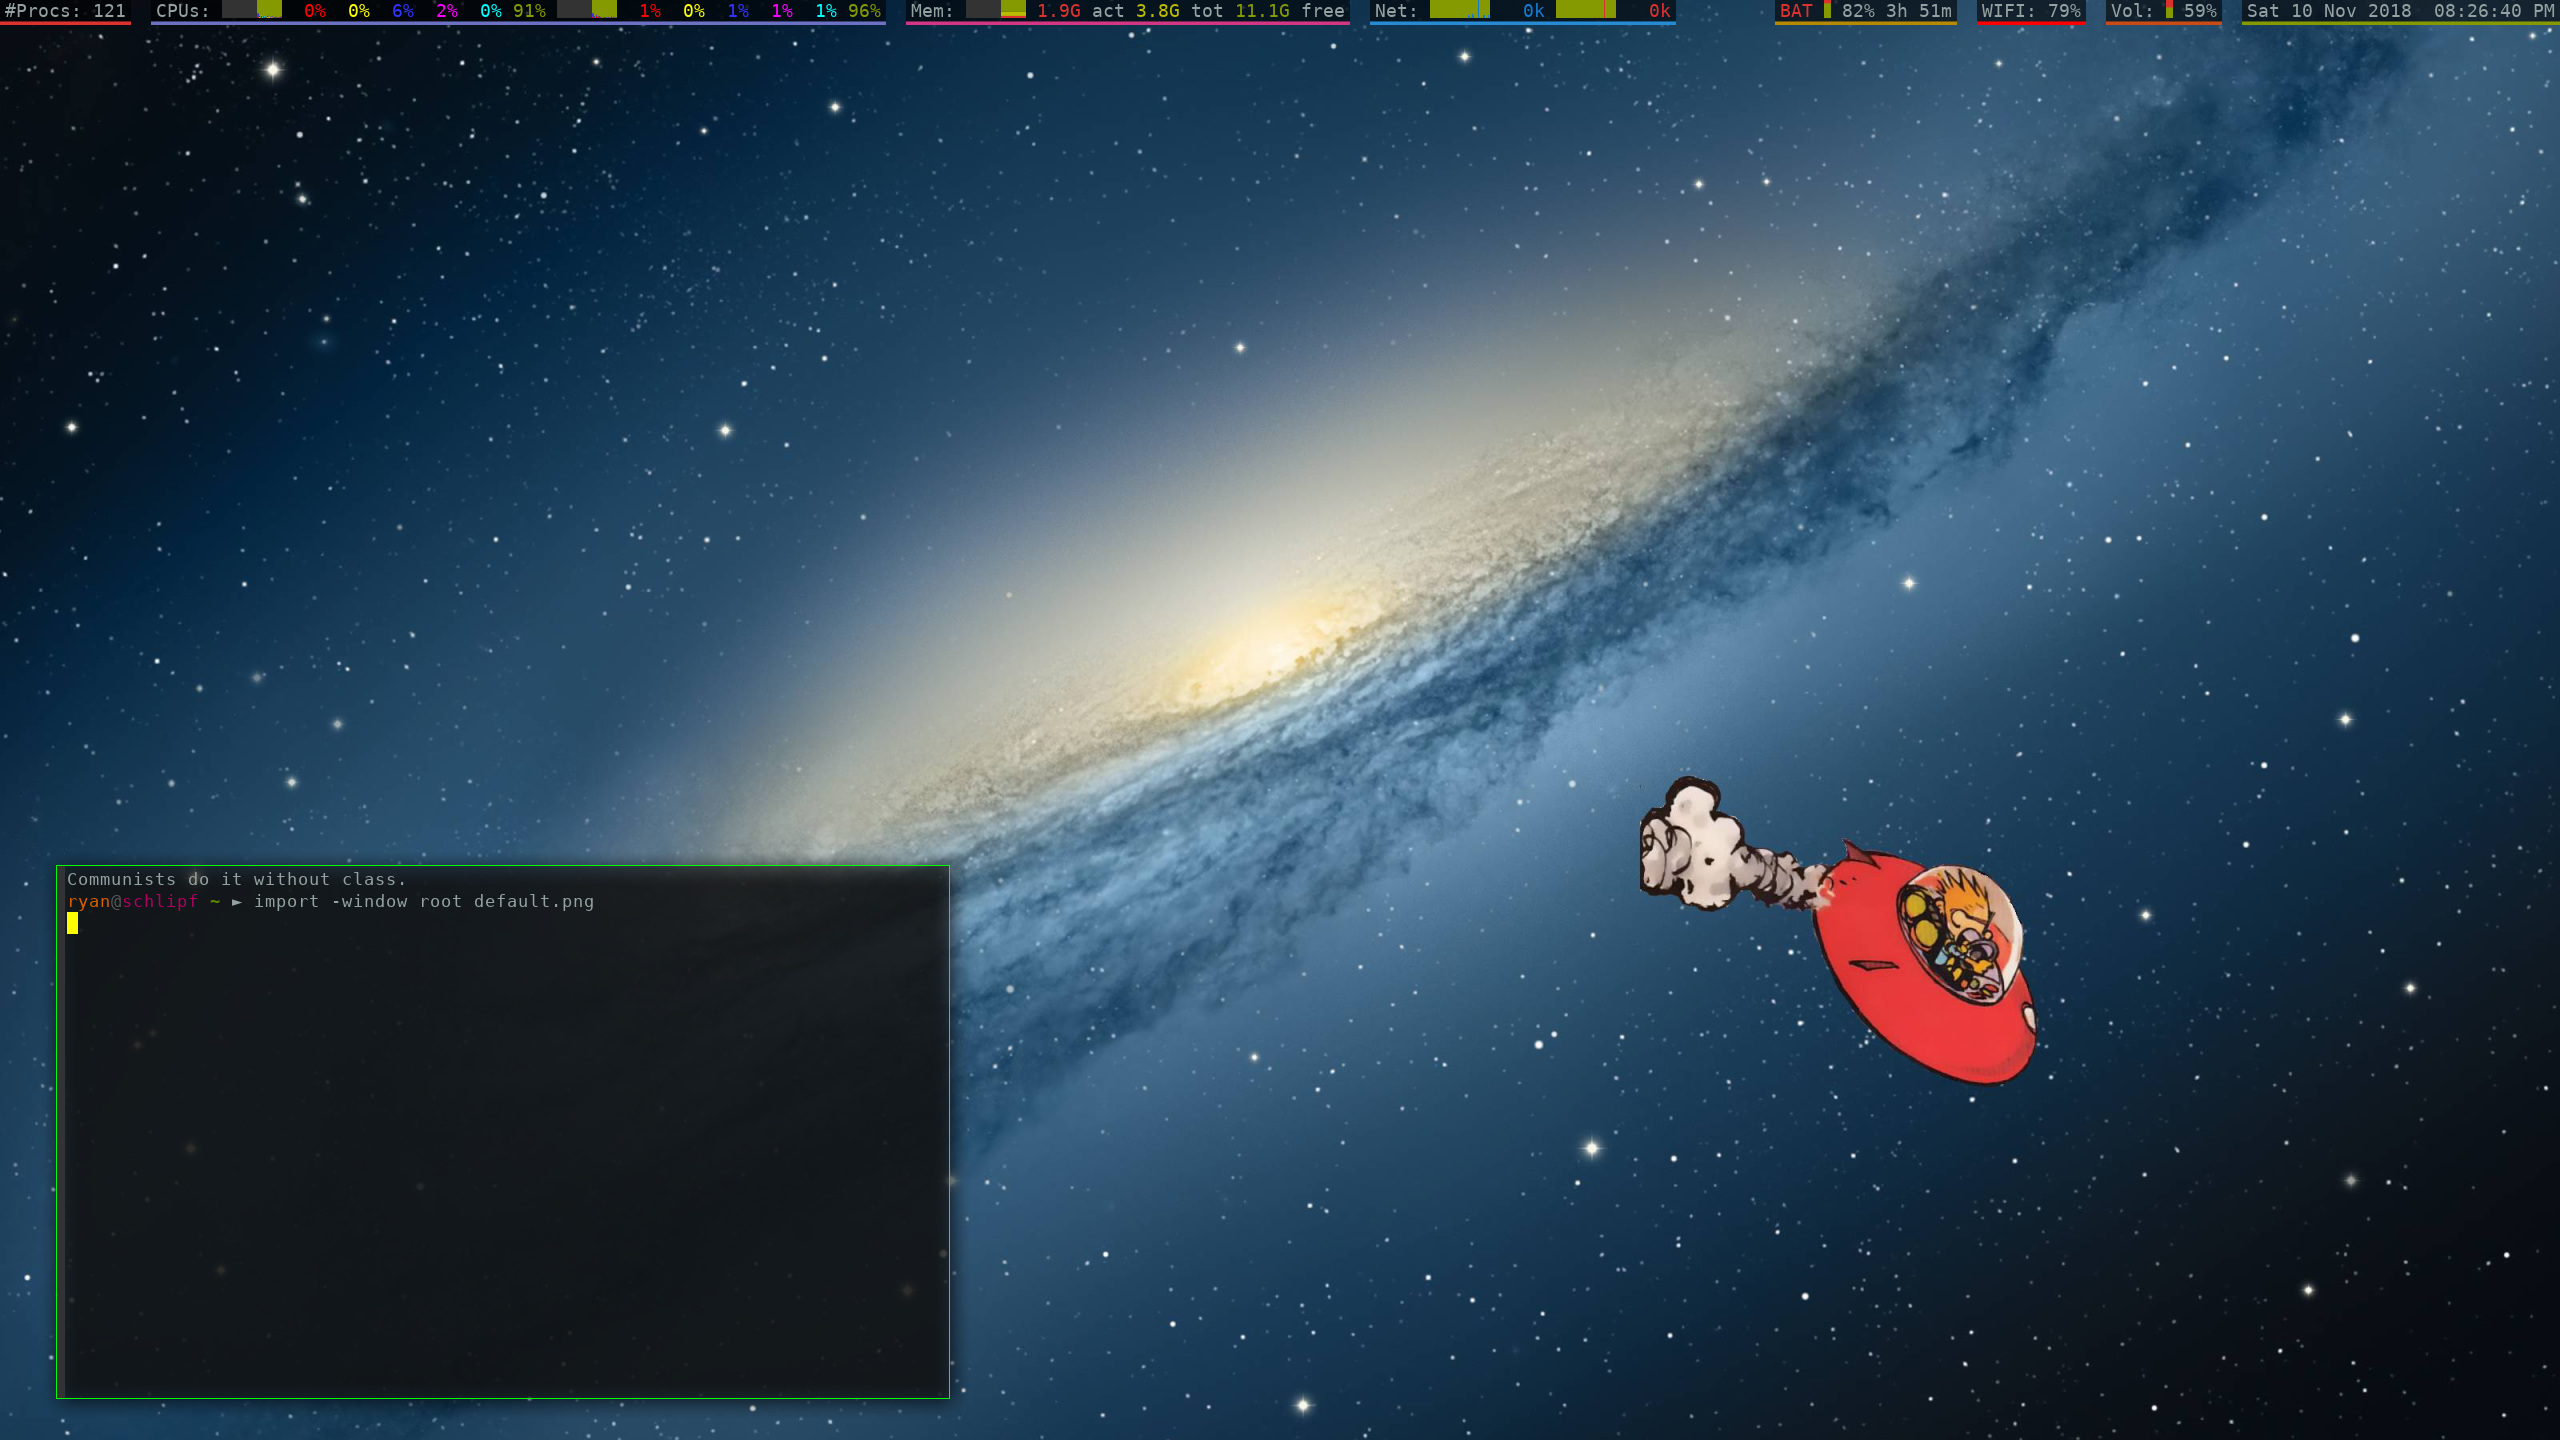 #Procs: 121 CPUs: 0% 0% 6% 2% 0% 91% 1% 0% 1% 1% 1% 96% Mem: 1.9G act 3.8G tot 11.1G free Net: 0k 0k BAT 82% 3h 51m WIFI: 79% Vol: 59% Sat 10 Nov 2018 08:26:40 PM
Communists do it without class.
ryan@schlipf ~ ► import -window root default.png